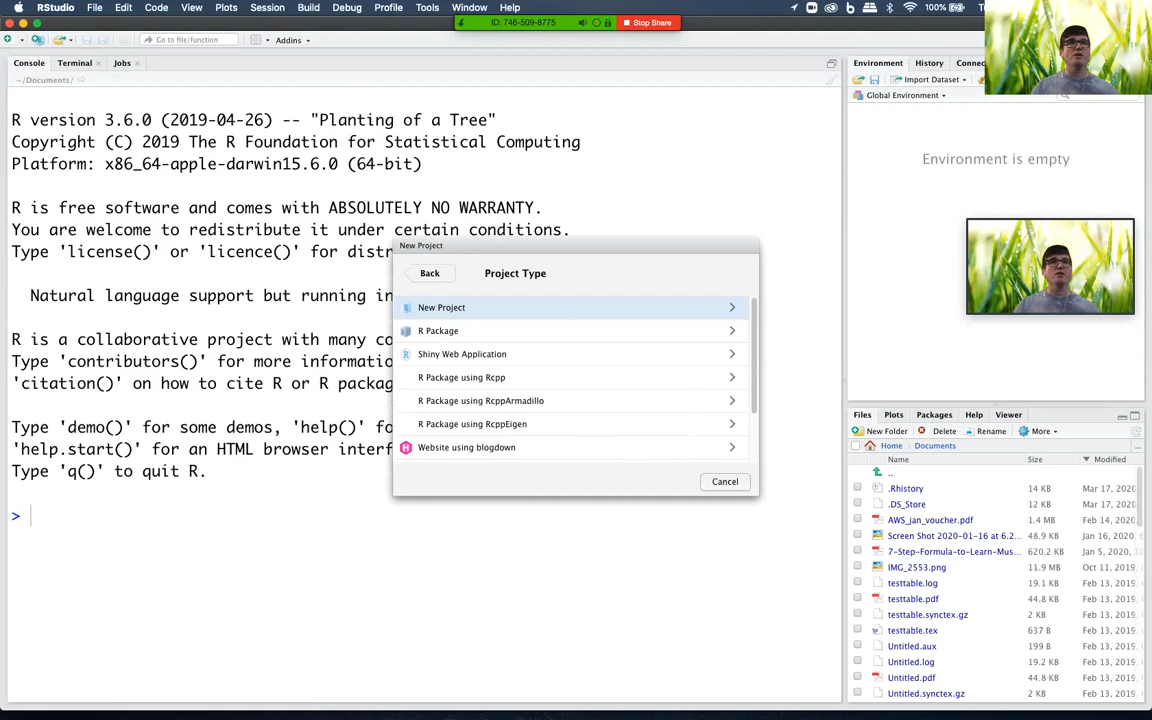 RStudio File Edit Code View Plots Session Build Debug Profile Tools Window Help 100%
ID: 746-509-8775 Stop Share
Go to file/function Addins
Console Terminal Jobs
~/Documents/
R version 3.6.0 (2019-04-26) -- "Planting of a Tree"
Copyright (C) 2019 The R Foundation for Statistical Computing
Platform: x86_64-apple-darwin15.6.0 (64-bit)
R is free software and comes with ABSOLUTELY NO WARRANTY.
You are welcome to redistribute it under certain conditions.
Type 'license()' or 'licence()' for distr
Natural language support but running in
R is a collaborative project with many co
Type 'contributors()' for more informatio
'citation()' on how to cite R or R packag
Type 'demo()' for some demos, 'help()' fo
'help.start()' for an HTML browser interf
Type 'q()' to quit R.
>
New Project
Back Project Type
New Project
R Package
Shiny Web Application
R Package using Rcpp
R Package using RcppArmadillo
R Package using RcppEigen
Website using blogdown
Cancel
Environment History Connec
Import Dataset
Global Environment
Environment is empty
Files Plots Packages Help Viewer
New Folder Delete Rename More
Home Documents
Name Size Modified
..
.Rhistory 14 KB Mar 17, 2020
.DS_Store 12 KB Mar 17, 2020
AWS_jan_voucher.pdf 1.4 MB Feb 14, 2020
Screen Shot 2020-01-16 at 6.2... 48.9 KB Jan 16, 2020
7-Step-Formula-to-Learn-Mus... 620.2 KB Jan 5, 2020,
IMG_2553.png 11.9 MB Oct 11, 2019
testtable.log 19.1 KB Feb 13, 2019,
testtable.pdf 44.8 KB Feb 13, 2019,
testtable.synctex.gz 2 KB Feb 13, 2019,
testtable.tex 637 B Feb 13, 2019,
Untitled.aux 199 B Feb 13, 2019,
Untitled.log 19.2 KB Feb 13, 2019,
Untitled.pdf 44.8 KB Feb 13, 2019,
Untitled.synctex.gz 2 KB Feb 13, 2019,